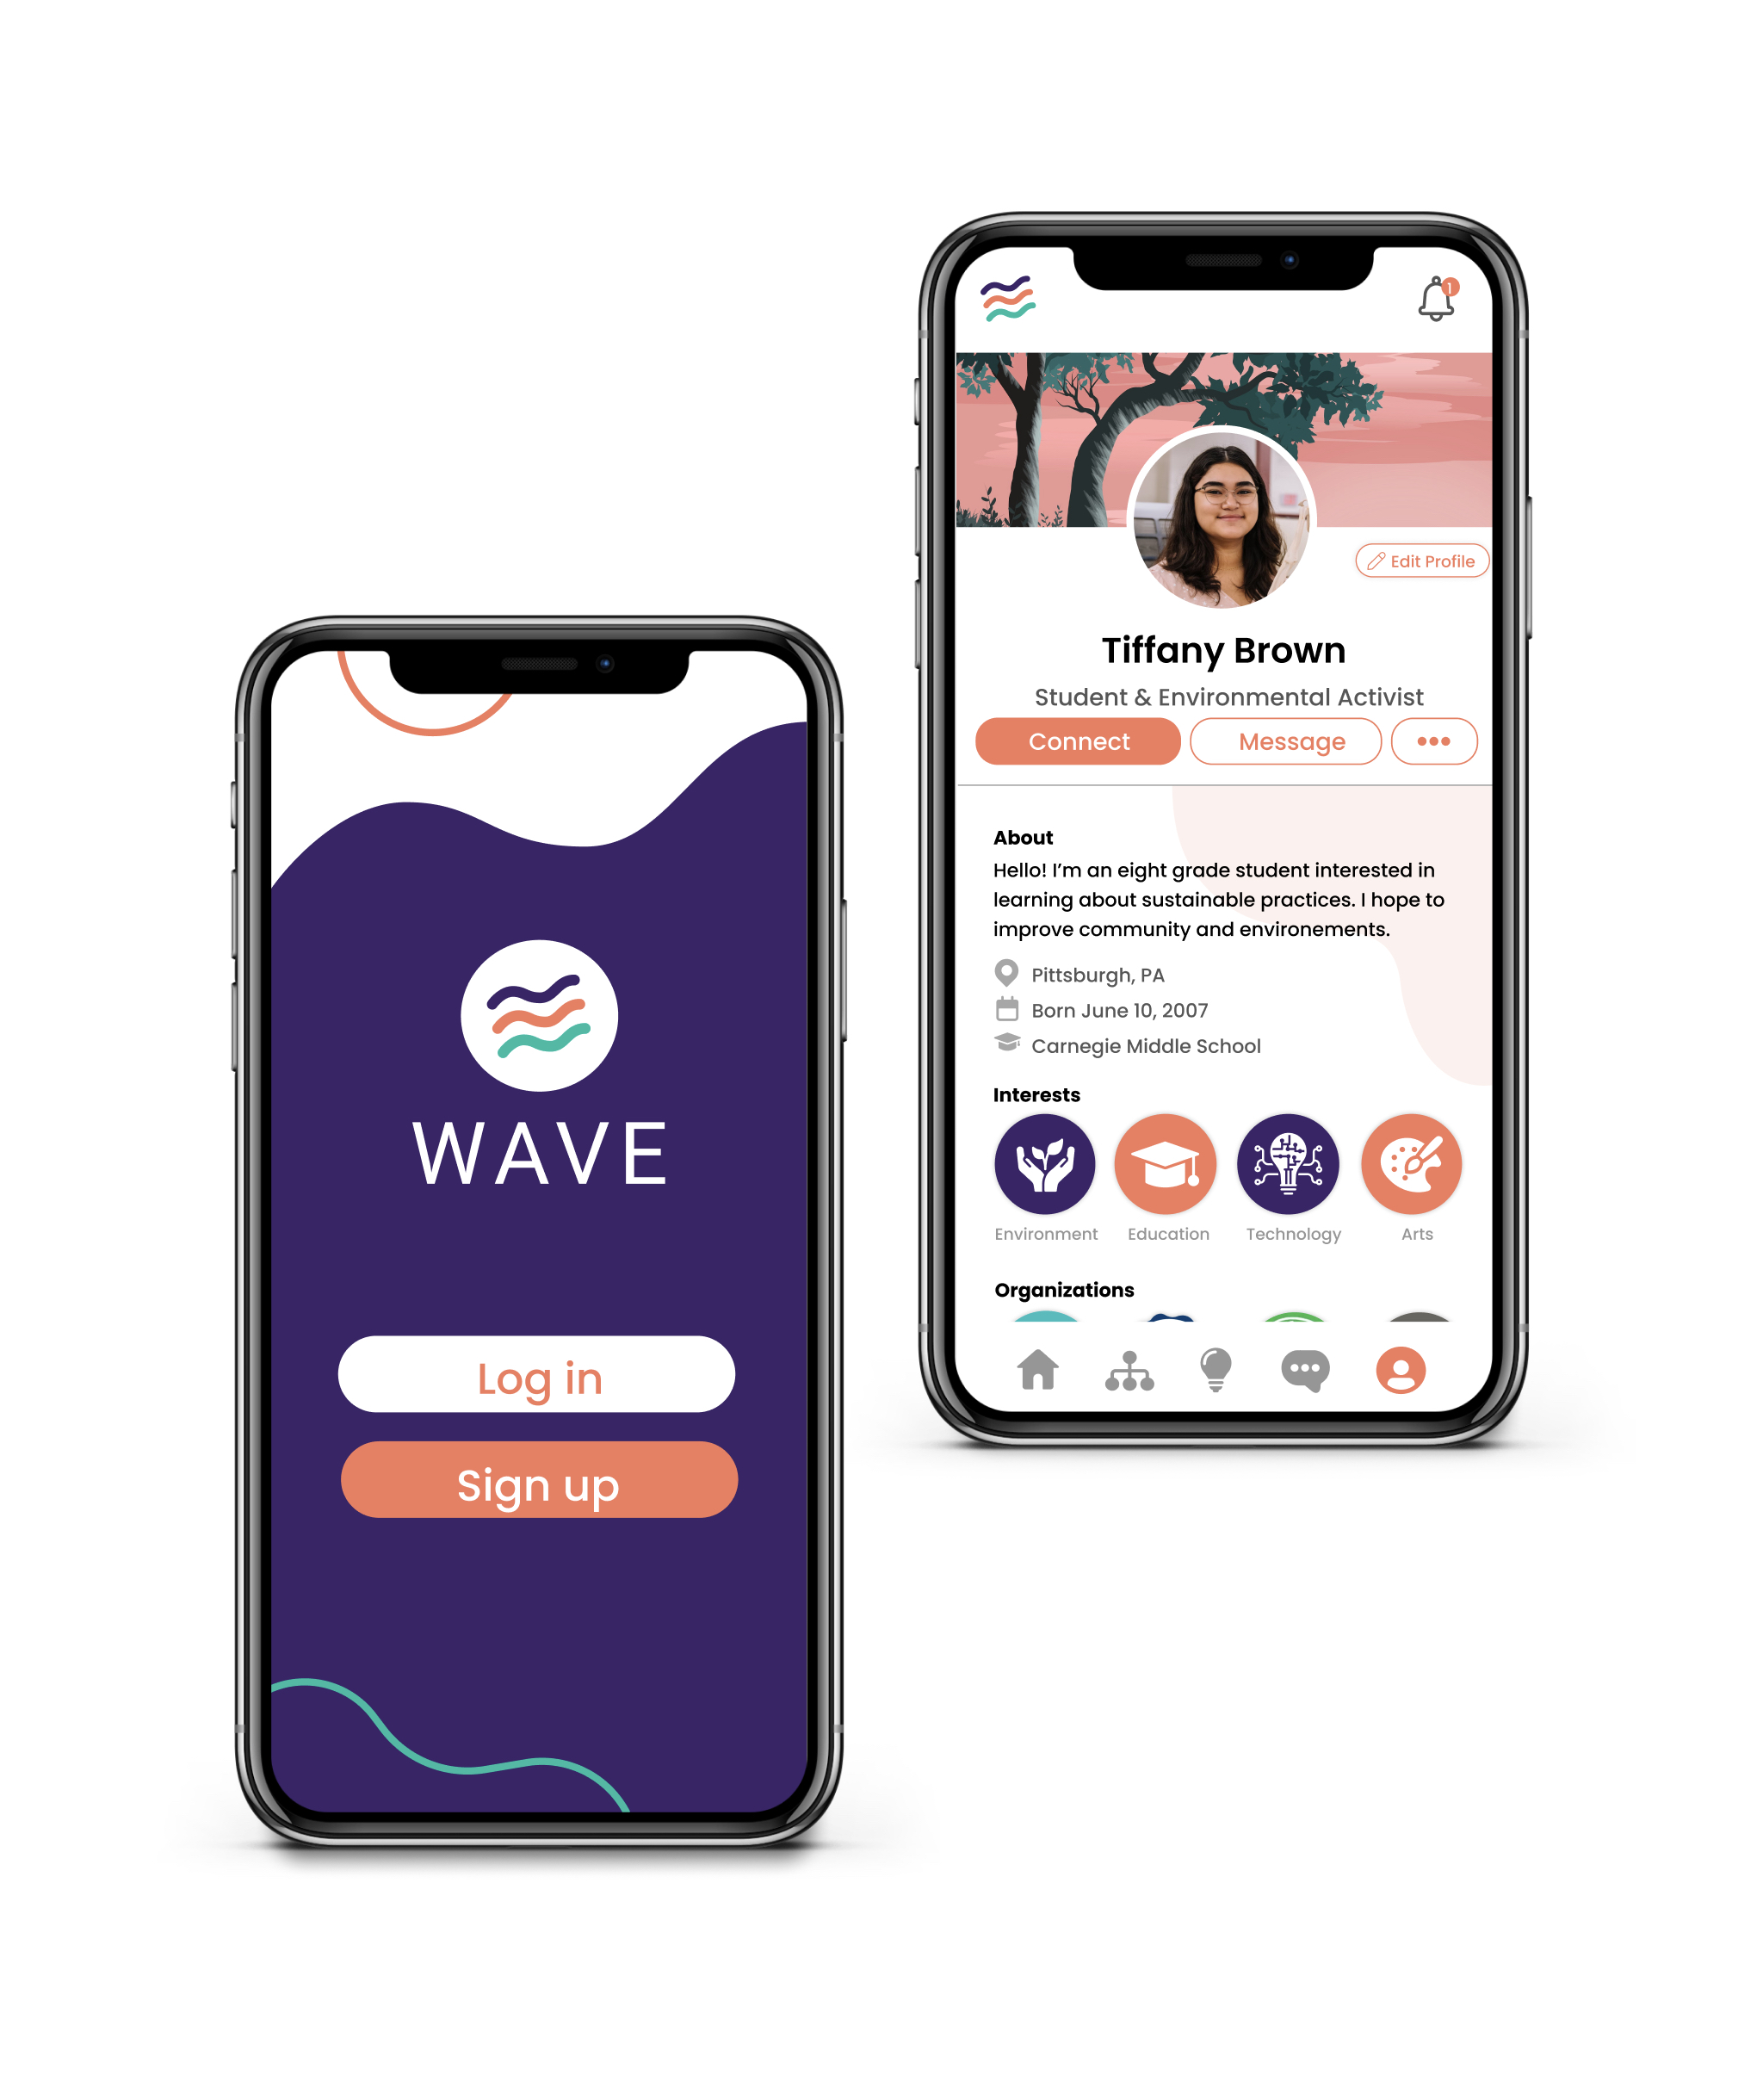 WAVE
Log in
Sign up
1
Edit Profile
Tiffany Brown
Student & Environmental Activist
Connect
Message
About
Hello! I'm an eight grade student interested in
learning about sustainable practices. I hope to
improve community and environements.
Pittsburgh, PA
Born June 10, 2007
Carnegie Middle School
Interests
Environment
Education
Technology
Arts
Organizations